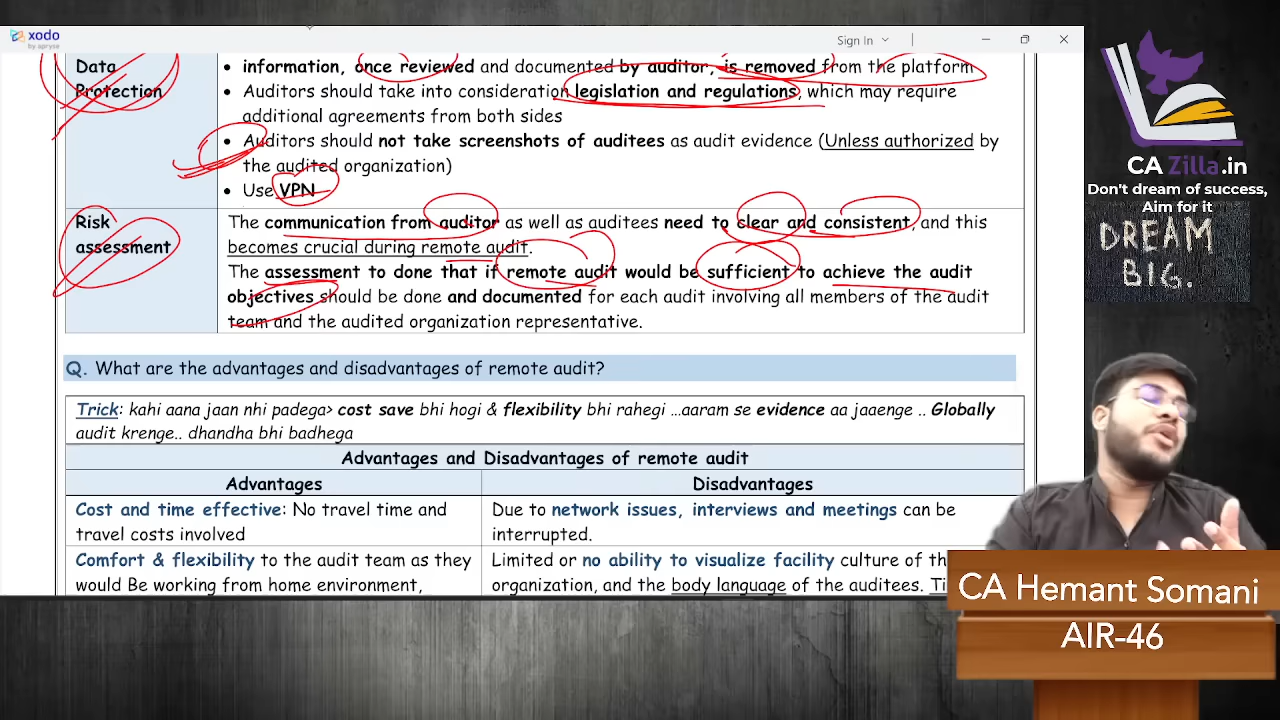 xodo
by apryse
Sign In
Data
Protection
• information, once reviewed and documented by auditor, is removed from the platform
• Auditors should take into consideration legislation and regulations, which may require
additional agreements from both sides
• Auditors should not take screenshots of auditees as audit evidence (Unless authorized by
the audited organization)
• Use VPN
Risk
assessment
The communication from auditor as well as auditees need to clear and consistent, and this
becomes crucial during remote audit.
The assessment to done that if remote audit would be sufficient to achieve the audit
objectives should be done and documented for each audit involving all members of the audit
team and the audited organization representative.
Q. What are the advantages and disadvantages of remote audit?
Trick: kahi aana jaan nhi padega> cost save bhi hogi & flexibility bhi rahegi ...aaram se evidence aa jaenge .. Globally
audit krenge.. dhandha bhi badhega
Advantages and Disadvantages of remote audit
Advantages
Disadvantages
Cost and time effective: No travel time and
travel costs involved
Due to network issues, interviews and meetings can be
interrupted.
Comfort & flexibility to the audit team as they
would Be working from home environment,
Limited or no ability to visualize facility culture of th
organization, and the body language of the auditees. Ti
CA Zilla.in
Don't dream of success,
Aim for it
DREAM
BIG.
CA Hemant Somani
AIR-46